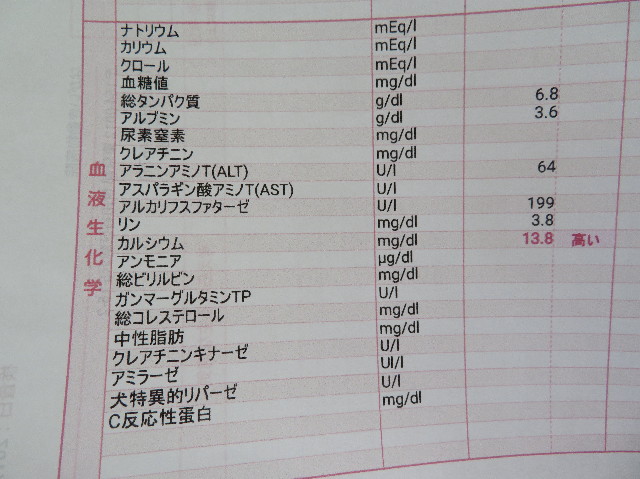 血液生化学
ナトリウム mEq/l
カリウム mEq/l
クロール mEq/l
血糖値 mg/dl
総タンパク質 g/dl 6.8
アルブミン g/dl 3.6
尿素窒素 mg/dl
クレアチニン mg/dl
アラニンアミノT(ALT) U/l 64
アスパラギン酸アミノT(AST) U/l
アルカリフスファターゼ U/l 199
リン mg/dl 3.8
カルシウム mg/dl 13.8 高い
アンモニア μg/dl
総ビリルビン mg/dl
ガンマーグルタミンTP U/l
総コレステロール mg/dl
中性脂肪 mg/dl
クレアチニンキナーゼ U/l
アミラーゼ Ul/l
犬特異的リパーゼ U/l
C反応性蛋白 mg/dl